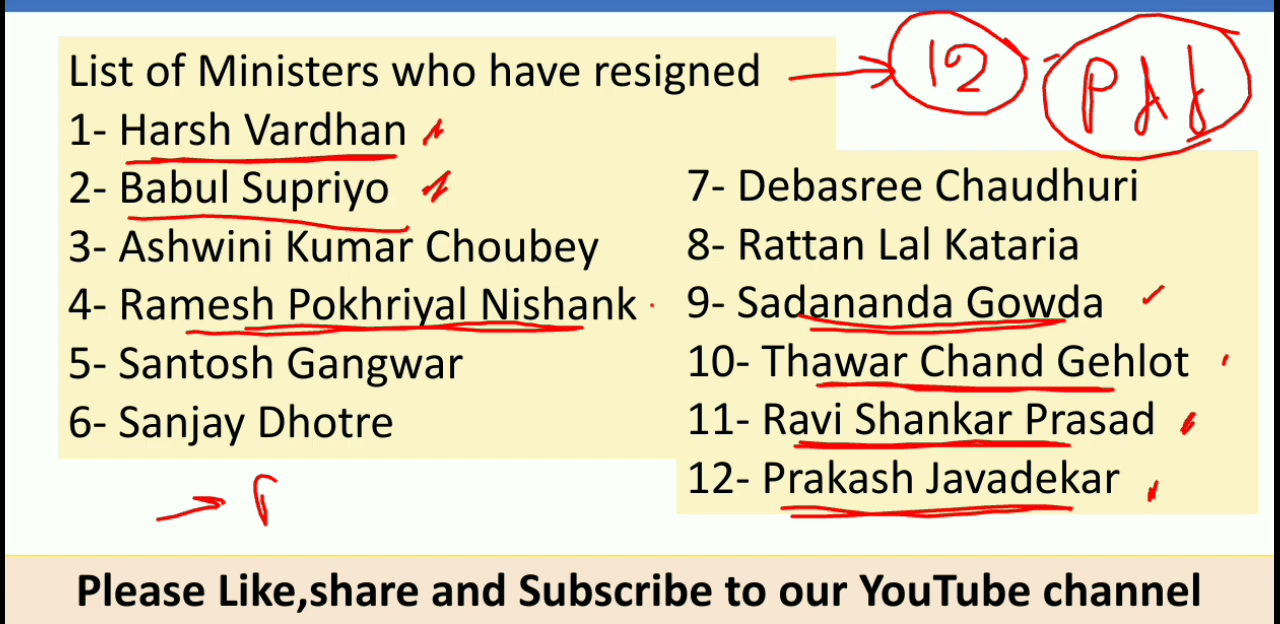 List of Ministers who have resigned
12
1- Harsh Vardhan
2- Babul Supriyo
3- Ashwini Kumar Choubey
4- Ramesh Pokhriyal Nishank
5- Santosh Gangwar
6- Sanjay Dhotre
7- Debasree Chaudhuri
8- Rattan Lal Kataria
9- Sadananda Gowda
10- Thawar Chand Gehlot
11- Ravi Shankar Prasad
12- Prakash Javadekar
Please Like,share and Subscribe to our YouTube channel